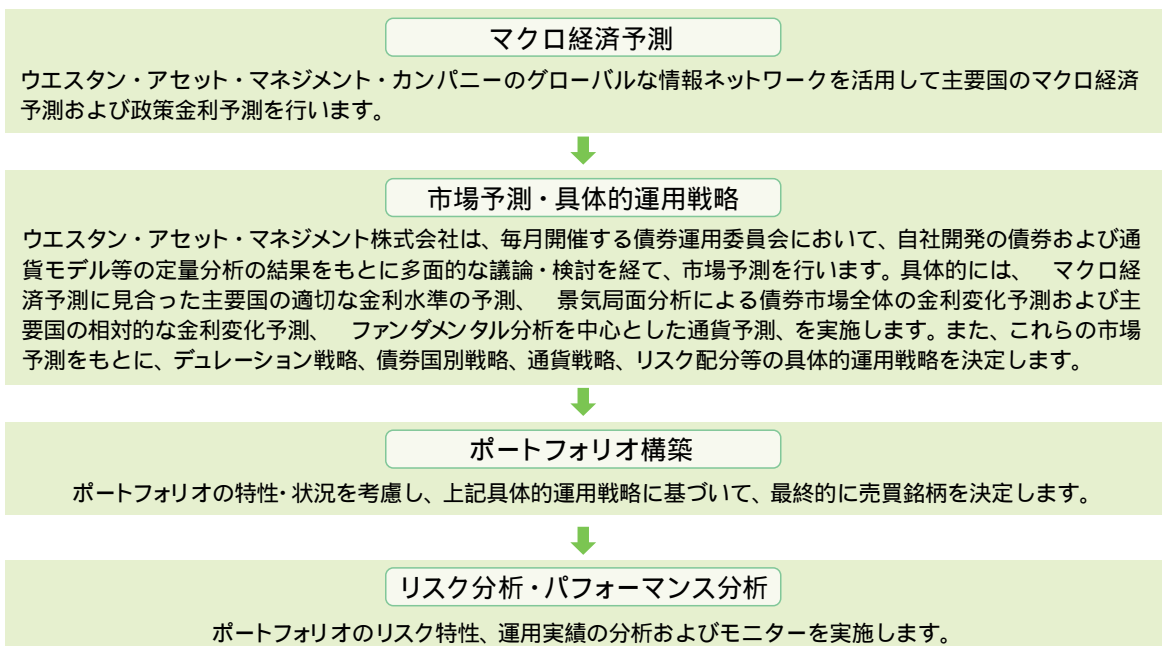 マクロ経済予測
ウエスタン・アセット・マネジメント・カンパニーのグローバルな情報ネットワークを活用して主要国のマクロ経済
予測および政策金利予測を行います。
市場予測・具体的運用戦略
ウエスタン・アセット・マネジメント株式会社は、毎月開催する債券運用委員会において、自社開発の債券および通
貨モデル等の定量分析の結果をもとに多面的な議論・検討を経て、市場予測を行います。具体的には、　マクロ経
済予測に見合った主要国の適切な金利水準の予測、　景気局面分析による債券市場全体の金利変化予測および主
要国の相対的な金利変化予測、　ファンダメンタル分析を中心とした通貨予測、を実施します。また、これらの市場
予測をもとに、デュレーション戦略、債券国別戦略、通貨戦略、リスク配分等の具体的運用戦略を決定します。
ポートフォリオ構築
ポートフォリオの特性・状況を考慮し、上記具体的運用戦略に基づいて、最終的に売買銘柄を決定します。
リスク分析・パフォーマンス分析
ポートフォリオのリスク特性、運用実績の分析およびモニターを実施します。